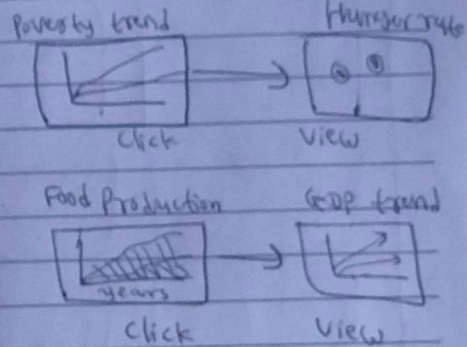 Poverty trend Hunger rate
Click View
Food Production GDP trend
years
Click View